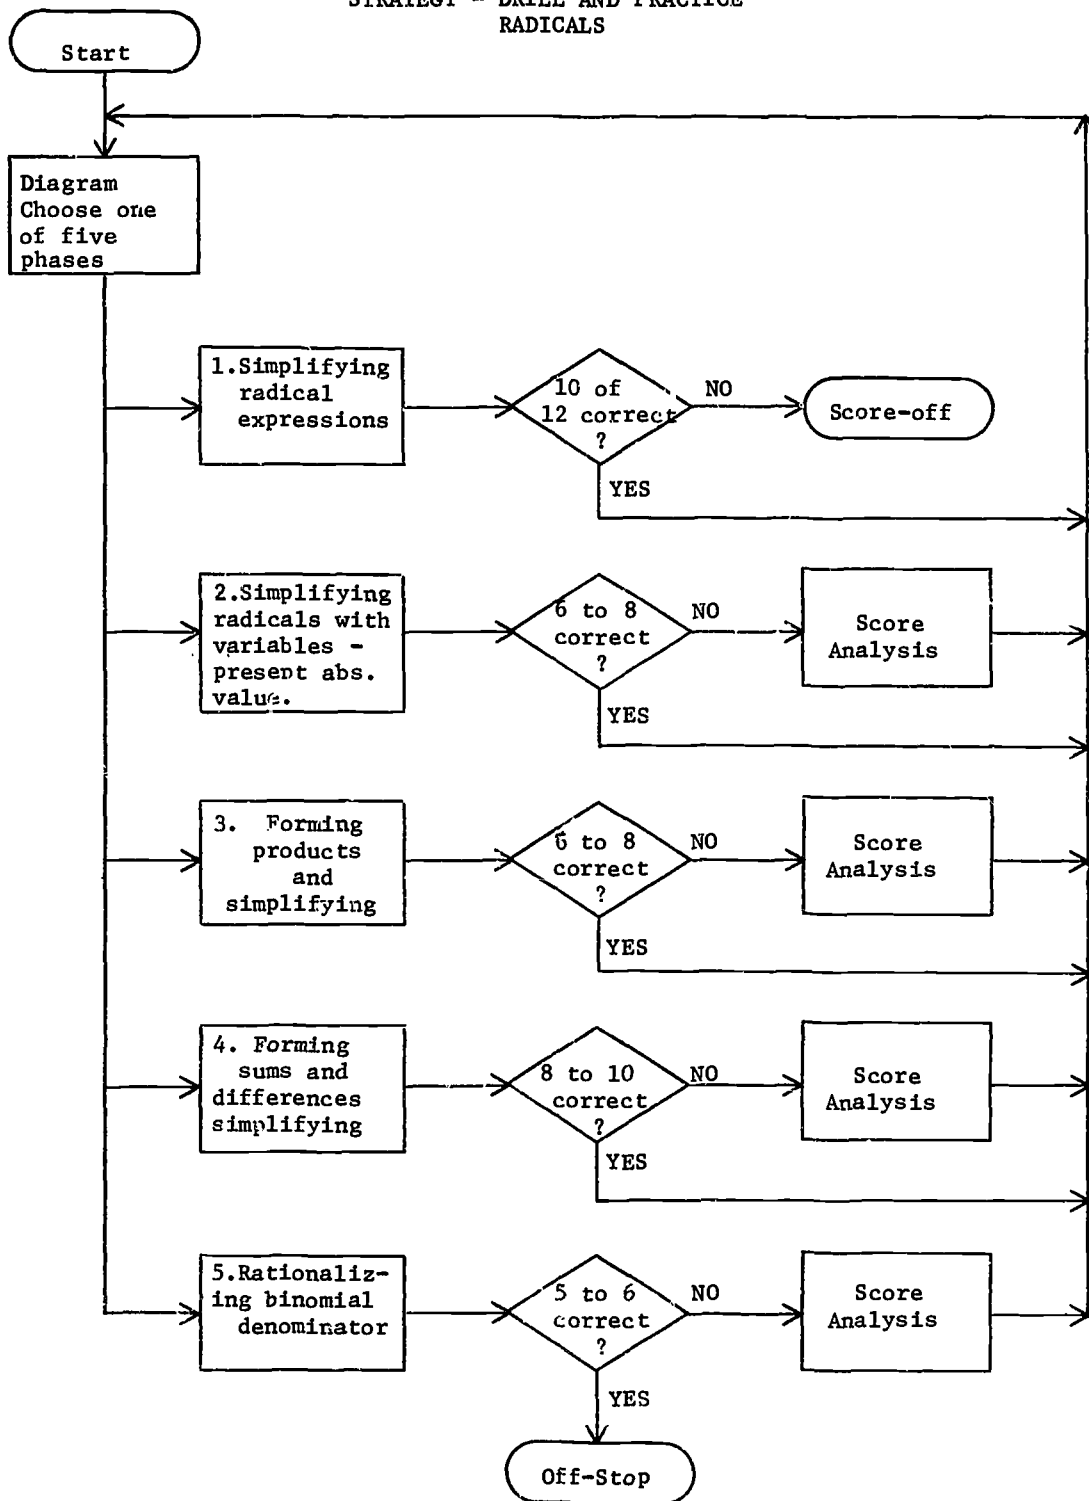 STRATEGY - DRILL AND PRACTICE
RADICALS
Start
Diagram
Choose one
of five
phases
1.Simplifying
radical
expressions
10 of
12 correct
?
NO
Score-off
YES
2.Simplifying
radicals with
variables -
present abs.
value.
6 to 8
correct
?
NO
Score
Analysis
YES
3. Forming
products
and
simplifying
6 to 8
correct
?
NO
Score
Analysis
YES
4. Forming
sums and
differences
simplifying
8 to 10
correct
?
NO
Score
Analysis
YES
5.Rationaliz-
ing binomial
denominator
5 to 6
correct
?
NO
Score
Analysis
YES
Off-Stop